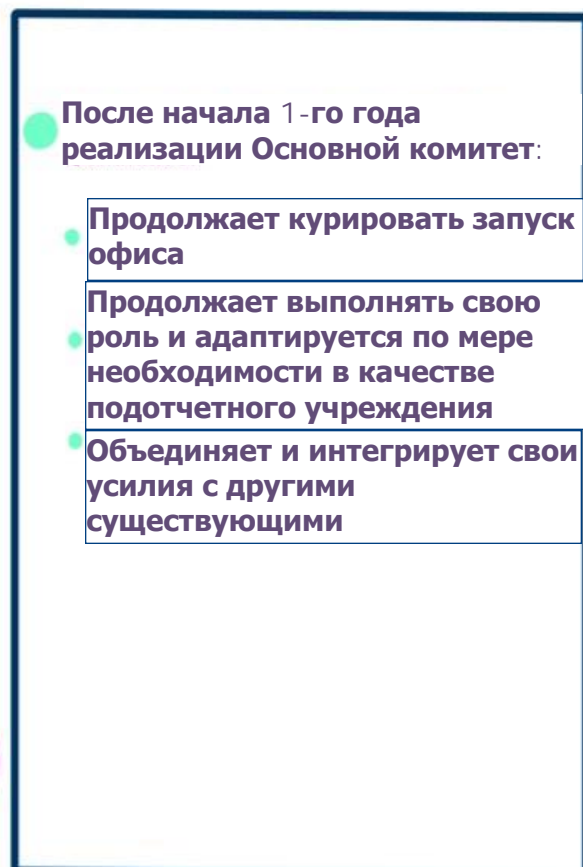 После начала 1-го года
реализации Основной комитет:
Продолжает курировать запуск
офиса
Продолжает выполнять свою
роль и адаптируется по мере
необходимости в качестве
подотчетного учреждения
Объединяет и интегрирует свои
усилия с другими
существующими